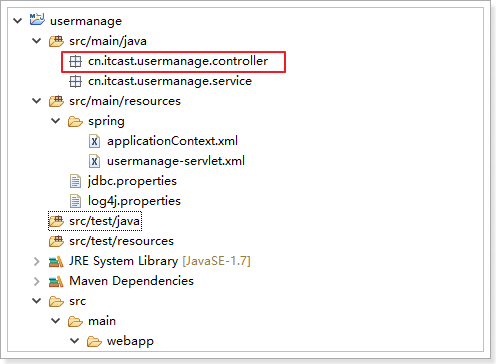 usermanage
src/main/java
cn.itcast.usermanage.controller
cn.itcast.usermanage.service
src/main/resources
spring
applicationContext.xml
usermanage-servlet.xml
jdbc.properties
log4j.properties
src/test/java
src/test/resources
JRE System Library [JavaSE-1.7]
Maven Dependencies
src
main
webapp